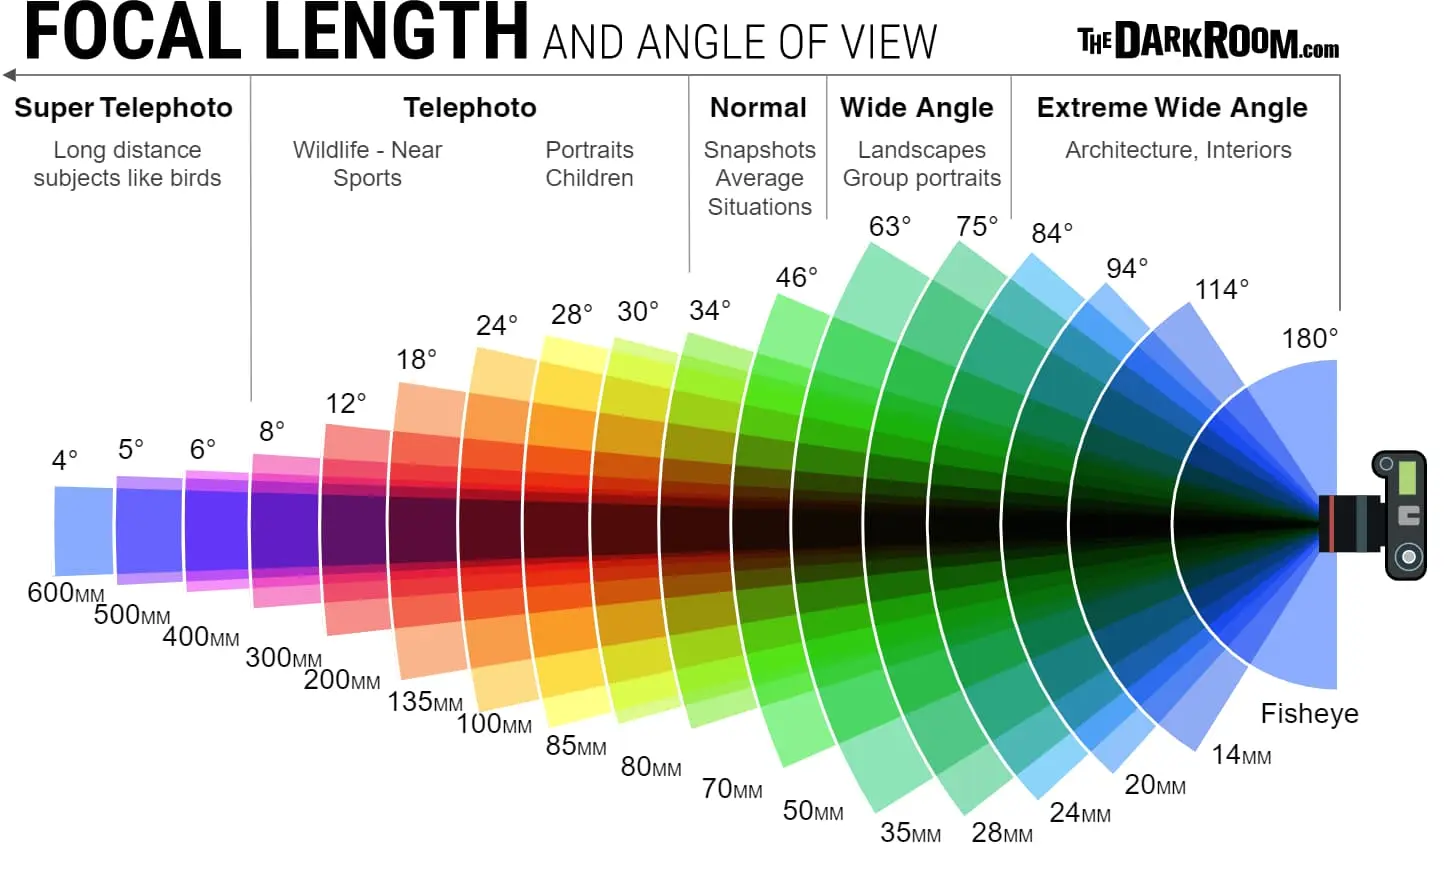 FOCAL LENGTH AND ANGLE OF VIEW
THE DARKROOM.com
Super Telephoto
Long distance
subjects like birds
Telephoto
Wildlife - Near
Sports
Portraits
Children
Normal
Snapshots
Average
Situations
Wide Angle
Landscapes
Group portraits
Extreme Wide Angle
Architecture, Interiors
4°
5°
6°
8°
12°
18°
24°
28°
30°
34°
46°
63°
75°
84°
94°
114°
180°
600MM
500MM
400MM
300MM
200MM
135MM
100MM
85MM
80MM
70MM
50MM
35MM
28MM
24MM
20MM
14MM
Fisheye